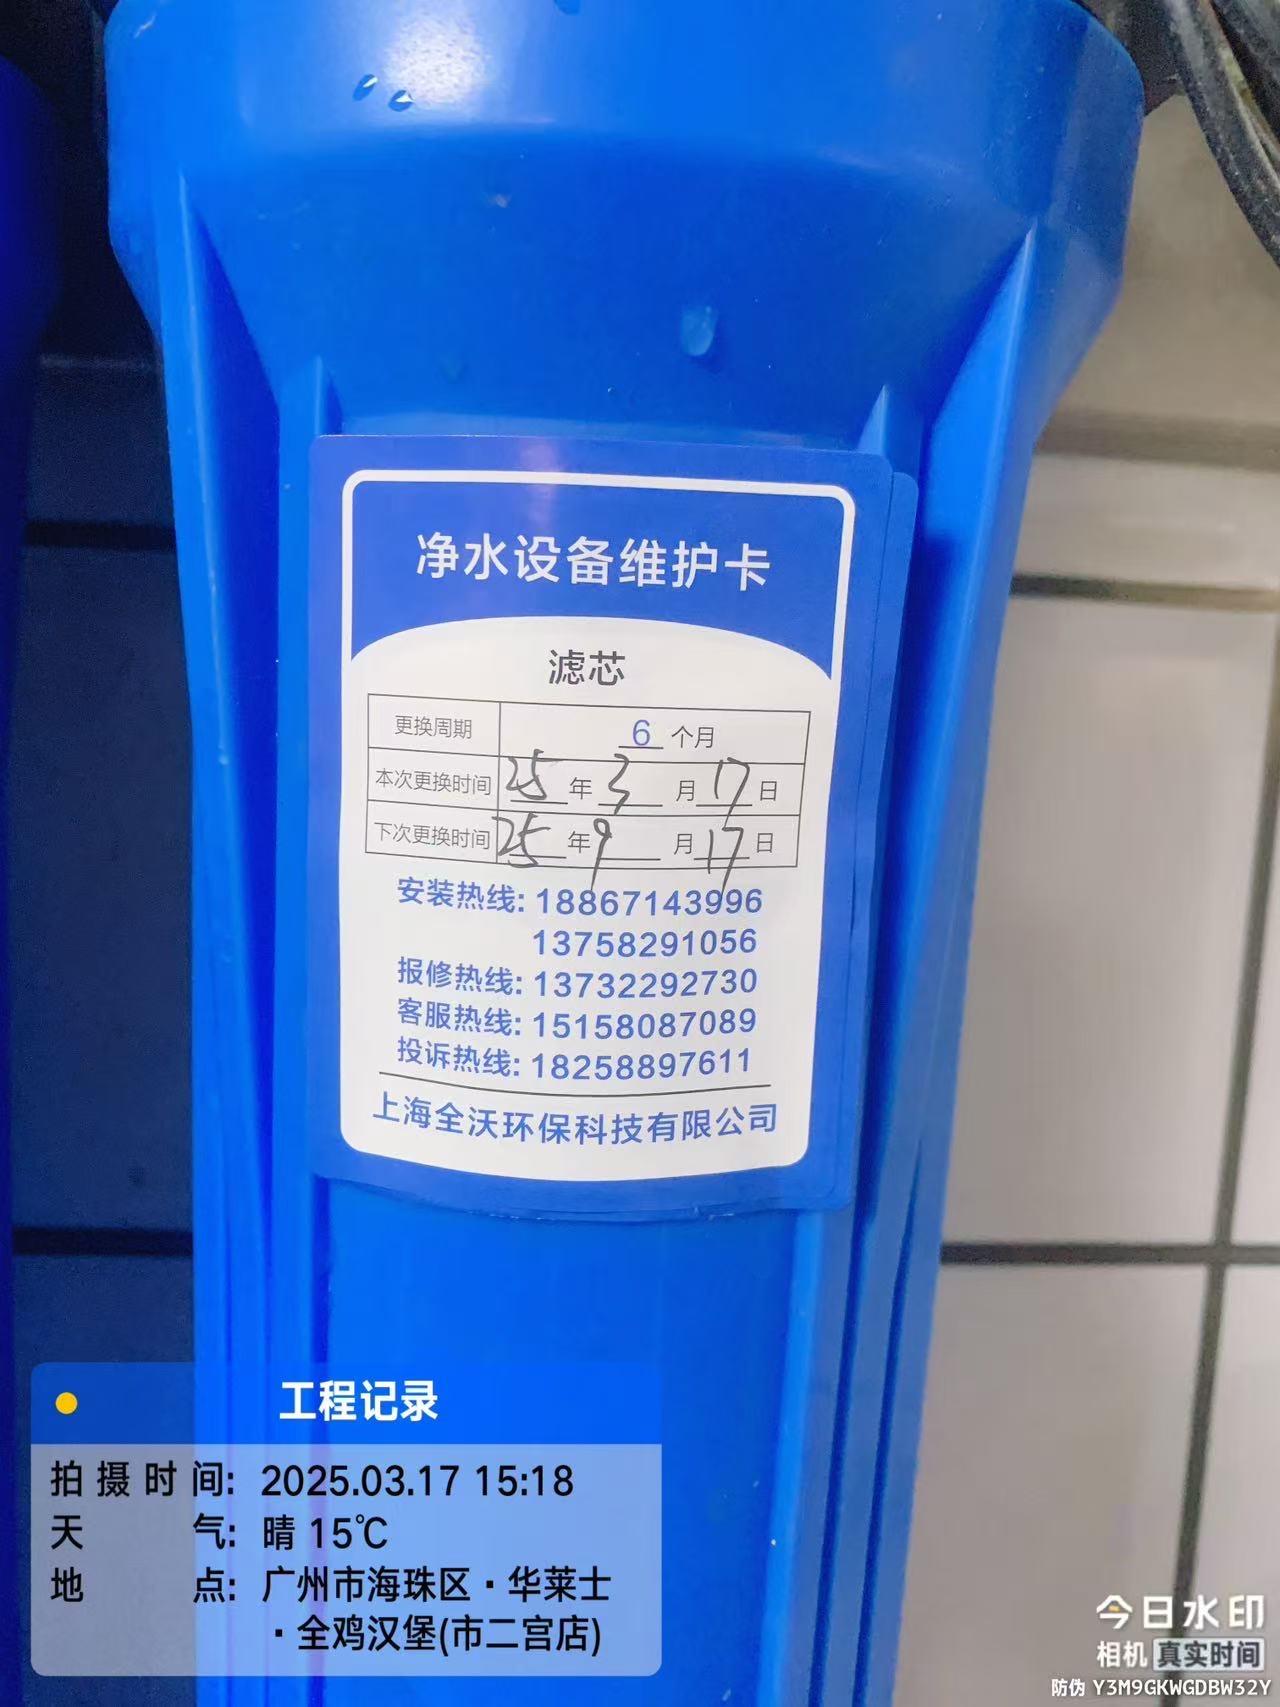 净水设备维护卡
滤芯
更换周期 6 个月
本次更换时间 25 年 3 月 17 日
下次更换时间 25 年 9 月 17 日
安装热线: 18867143996
13758291056
报修热线: 13732292730
客服热线: 15158087089
投诉热线: 18258897611
上海全沃环保科技有限公司
工程记录
拍摄时间: 2025.03.17 15:18
天气: 晴 15℃
地点: 广州市海珠区·华莱士
·全鸡汉堡(市二宫店)
今日水印
相机 真实时间
防伪 Y3M9GKWGDBW32Y